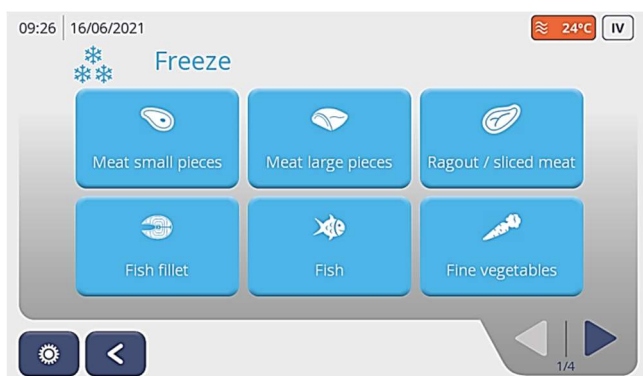 09:26 16/06/2021 24°C IV
Freeze
Meat small pieces Meat large pieces Ragout / sliced meat
Fish fillet Fish Fine vegetables
1/4